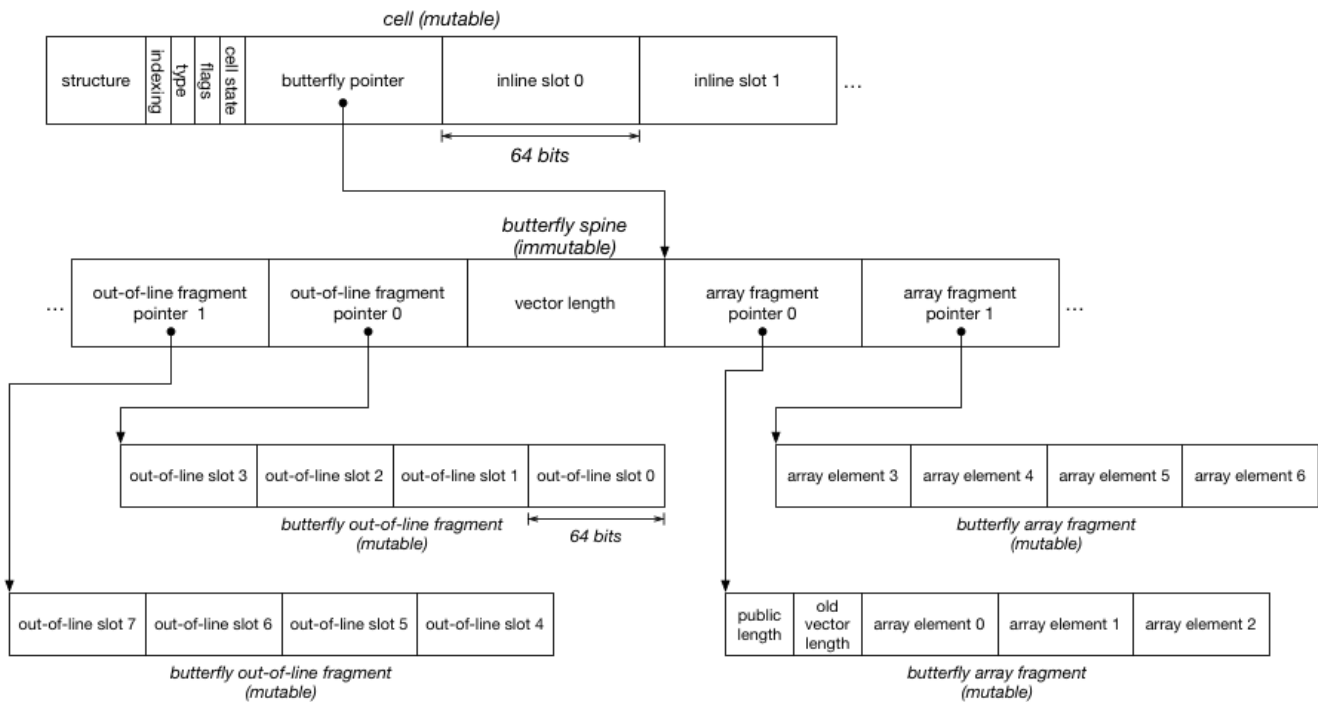 cell (mutable)
structure
indexing
type
flags
cell state
butterfly pointer
inline slot 0
inline slot 1
...
64 bits
butterfly spine
(immutable)
...
out-of-line fragment
pointer 1
out-of-line fragment
pointer 0
vector length
array fragment
pointer 0
array fragment
pointer 1
...
out-of-line slot 3
out-of-line slot 2
out-of-line slot 1
out-of-line slot 0
butterfly out-of-line fragment
(mutable)
64 bits
array element 3
array element 4
array element 5
array element 6
butterfly array fragment
(mutable)
out-of-line slot 7
out-of-line slot 6
out-of-line slot 5
out-of-line slot 4
butterfly out-of-line fragment
(mutable)
public
length
old
vector
length
array element 0
array element 1
array element 2
butterfly array fragment
(mutable)